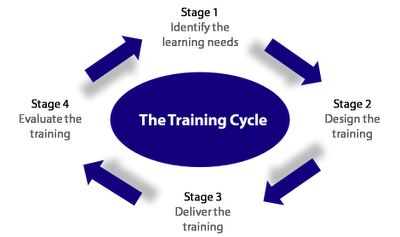 Stage 1
Identify the
learning needs
Stage 2
Design the
training
The Training Cycle
Stage 3
Deliver the
training
Stage 4
Evaluate the
training